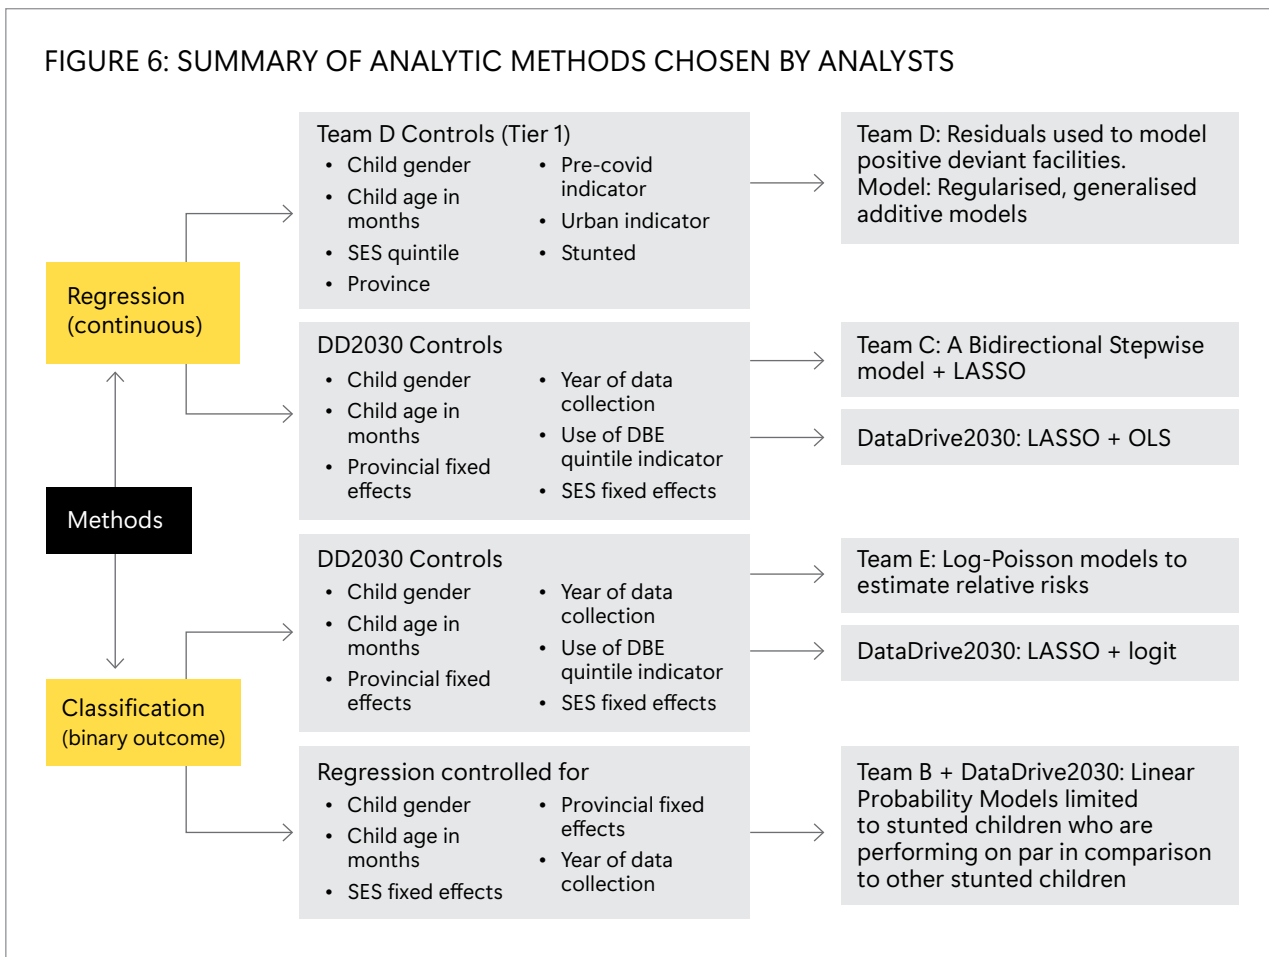 FIGURE 6: SUMMARY OF ANALYTIC METHODS CHOSEN BY ANALYSTS
Methods
Regression
(continuous)
Team D Controls (Tier 1)
• Child gender
• Child age in
months
• SES quintile
• Province
• Pre-covid
indicator
• Urban indicator
• Stunted
Team D: Residuals used to model
positive deviant facilities.
Model: Regularised, generalised
additive models
DD2030 Controls
• Child gender
• Child age in
months
• Provincial fixed
effects
• Year of data
collection
• Use of DBE
quintile indicator
• SES fixed effects
Team C: A Bidirectional Stepwise
model + LASSO
DataDrive2030: LASSO + OLS
Classification
(binary outcome)
DD2030 Controls
• Child gender
• Child age in
months
• Provincial fixed
effects
• Year of data
collection
• Use of DBE
quintile indicator
• SES fixed effects
Team E: Log-Poisson models to
estimate relative risks
DataDrive2030: LASSO + logit
Regression controlled for
• Child gender
• Child age in
months
• SES fixed effects
• Provincial fixed
effects
• Year of data
collection
Team B + DataDrive2030: Linear
Probability Models limited
to stunted children who are
performing on par in comparison
to other stunted children